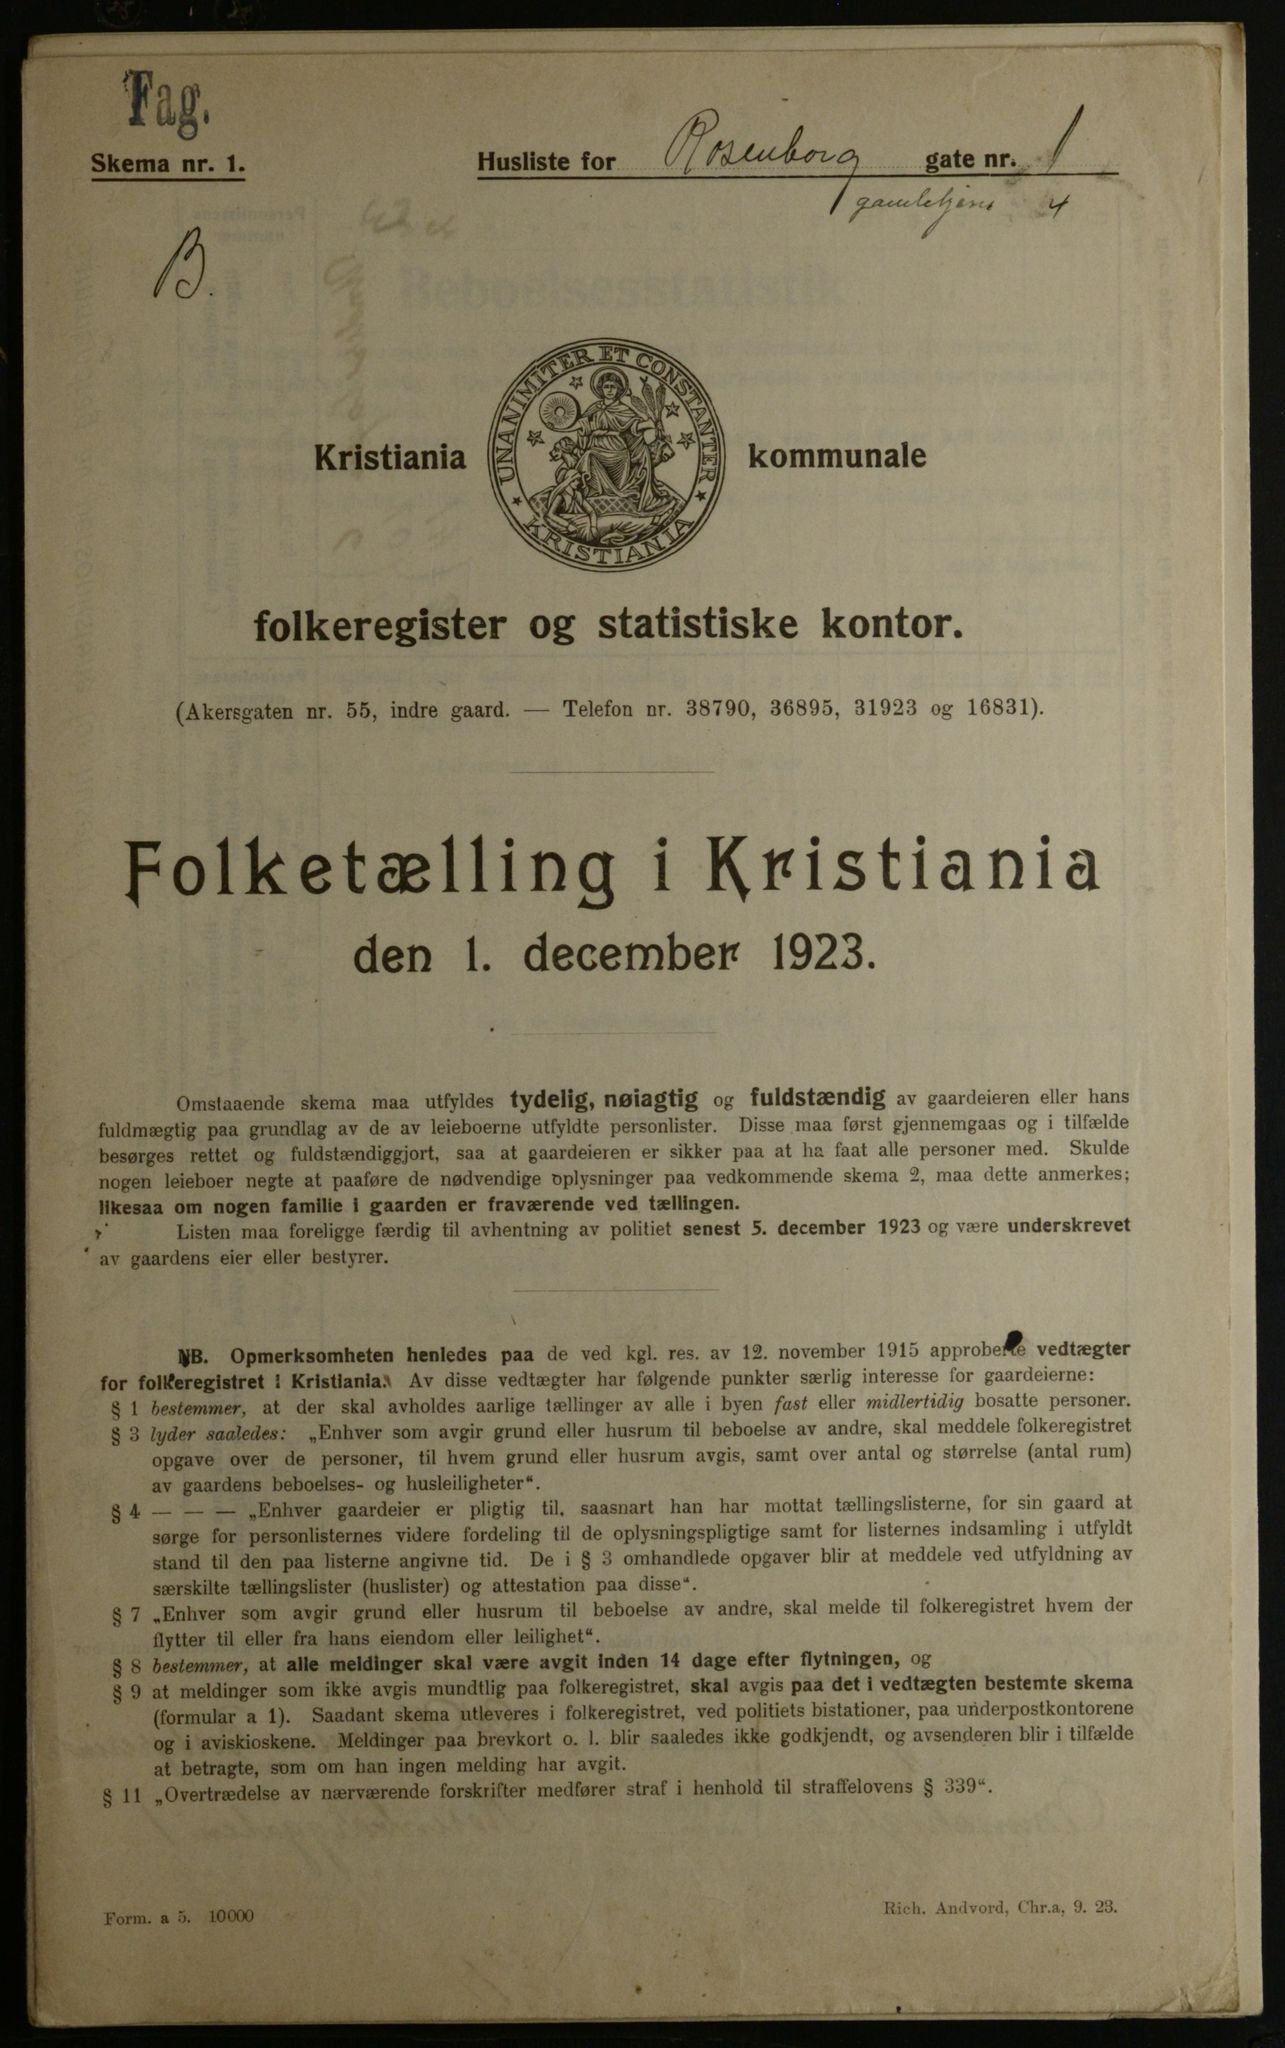 Fag.
Skema nr. 1.
Husliste for Rosenborg gate nr. 1
4
B.
UNANIMITER ET CONSTANTER
KRISTIANIA
Kristiania kommunale
folkeregister og statistiske kontor.
(Akersgaten nr. 55, indre gaard. — Telefon nr. 38790, 36895, 31923 og 16831).
Folketælling i Kristiania
den 1. december 1923.
Omstaaende skema maa utfyldes tydelig, nøiagtig og fuldstændig av gaardeieren eller hans
fuldmægtig paa grundlag av de av leieboerne utfyldte personlister. Disse maa først gjennemgaas og i tilfælde
besørges rettet og fuldstændiggjort, saa at gaardeieren er sikker paa at ha faat alle personer med. Skulde
nogen leieboer negte at paaføre de nødvendige oplysninger paa vedkommende skema 2, maa dette anmerkes;
likesaa om nogen familie i gaarden er fraværende ved tællingen.
Listen maa foreligge færdig til avhentning av politiet senest 5. december 1923 og være underskrevet
av gaardens eier eller bestyrer.
NB. Opmerksomheten henledes paa de ved kgl. res. av 12. november 1915 approberte vedtægter
for folkeregistret i Kristiania. Av disse vedtægter har følgende punkter særlig interesse for gaardeierne:
§ 1 bestemmer, at der skal avholdes aarlige tællinger av alle i byen fast eller midlertidig bosatte personer.
§ 3 lyder saaledes: „Enhver som avgir grund eller husrum til beboelse av andre, skal meddele folkeregistret
opgave over de personer, til hvem grund eller husrum avgis, samt over antal og størrelse (antal rum)
av gaardens beboelses- og husleiligheter“.
§ 4 — — — „Enhver gaardeier er pligtig til, saasnart han har mottat tællingslisterne, for sin gaard at
sørge for personlisternes videre fordeling til de oplysningspligtige samt for listernes indsamling i utfyldt
stand til den paa listerne angivne tid. De i § 3 omhandlede opgaver blir at meddele ved utfyldning av
særskilte tællingslister (huslister) og attestation paa disse“.
§ 7 „Enhver som avgir grund eller husrum til beboelse av andre, skal melde til folkeregistret hvem der
flytter til eller fra hans eiendom eller leilighet“.
§ 8 bestemmer, at alle meldinger skal være avgit inden 14 dage efter flytningen, og
§ 9 at meldinger som ikke avgis mundtlig paa folkeregistret, skal avgis paa det i vedtægten bestemte skema
(formular a 1). Saadant skema utleveres i folkeregistret, ved politiets bistationer, paa underpostkontorene
og i aviskioskene. Meldinger paa brevkort o. l. blir saaledes ikke godkjendt, og avsenderen blir i tilfælde
at betragte, som om han ingen melding har avgit.
§ 11 „Overtrædelse av nærværende forskrifter medfører straf i henhold til straffelovens § 339“.
Form. a 5. 10000
Rich. Andvord, Chr.a, 9. 23.